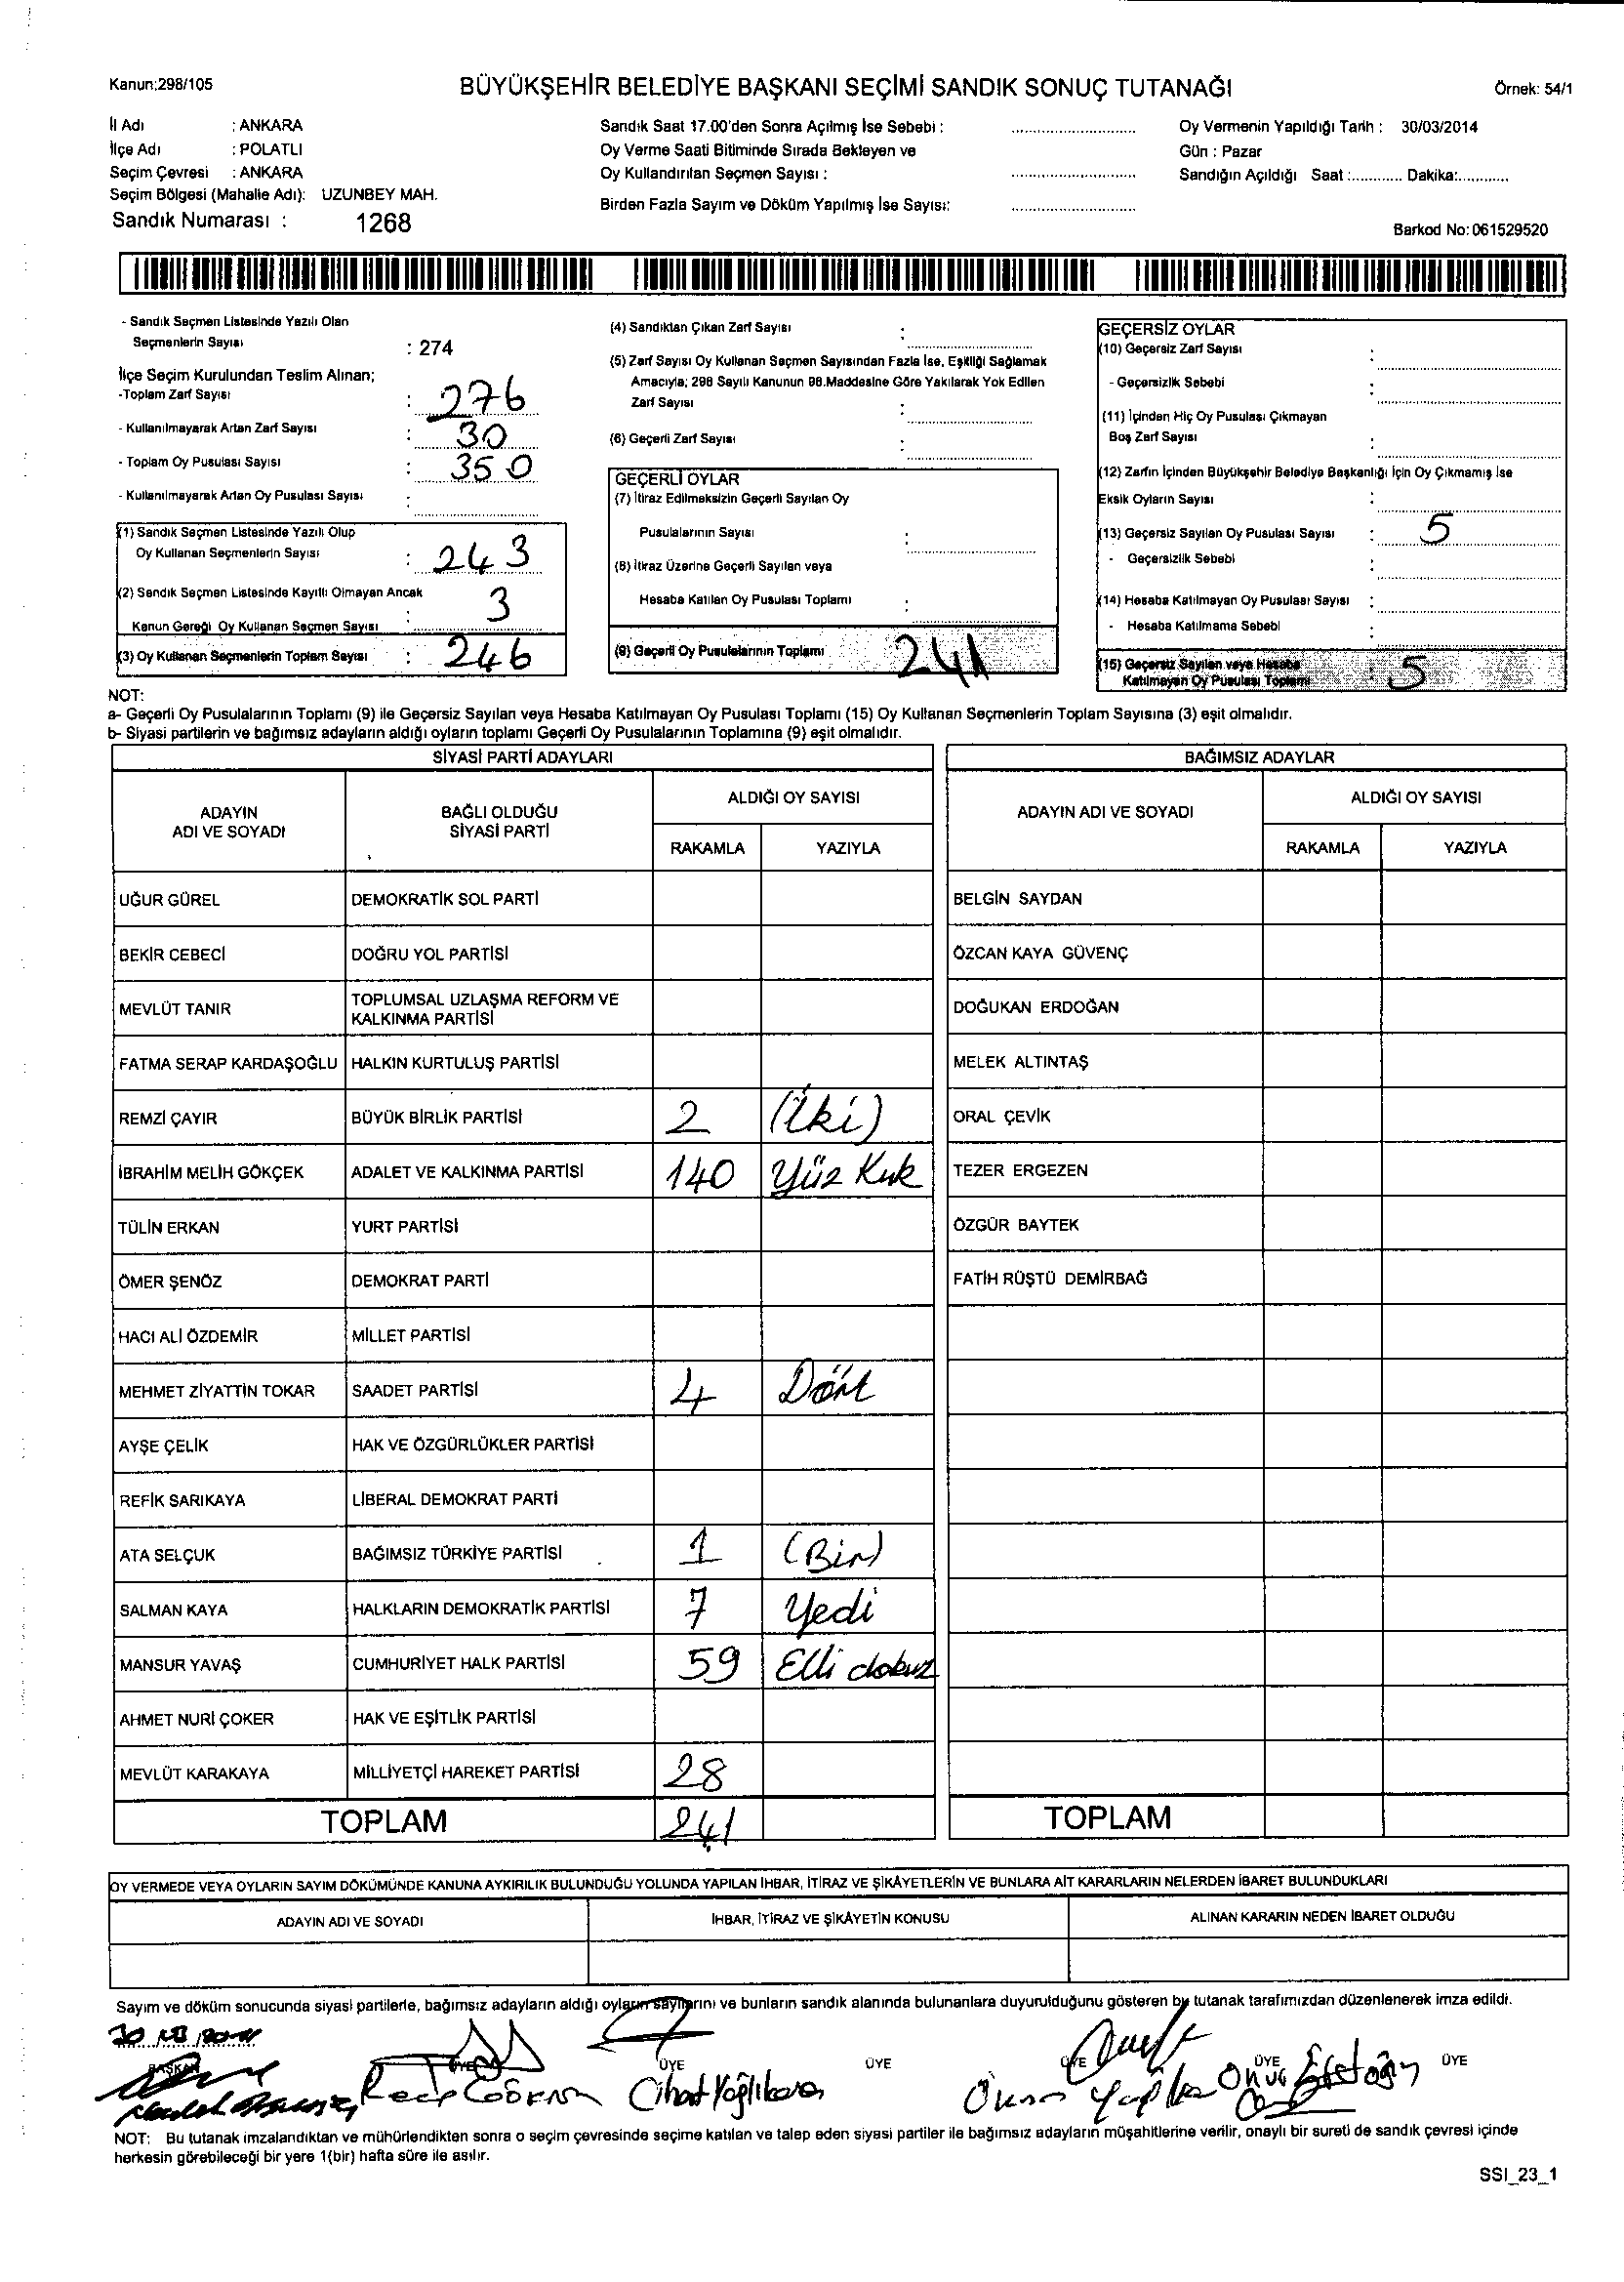 Kanun:298/105
BÜYÜKŞEHİR BELEDİYE BAŞKANI SEÇİMİ SANDIK SONUÇ TUTANAĞI
Örnek: 54/1
İl Adı : ANKARA
İlçe Adı : POLATLI
Seçim Çevresi : ANKARA
Seçim Bölgesi (Mahalle Adı): UZUNBEY MAH.
Sandık Numarası : 1268
Sandık Saat 17.00'den Sonra Açılmış İse Sebebi :
Oy Verme Saati Bitiminde Sırada Bekleyen ve
Oy Kullandırılan Seçmen Sayısı :
Birden Fazla Sayım ve Döküm Yapılmış İse Sayısı:
Oy Vermenin Yapıldığı Tarih : 30/03/2014
Gün : Pazar
Sandığın Açıldığı Saat :............ Dakika:............
Barkod No: 061529520
- Sandık Seçmen Listesinde Yazılı Olan
Seçmenlerin Sayısı : 274
İlçe Seçim Kurulundan Teslim Alınan;
-Toplam Zarf Sayısı : 276
- Kullanılmayarak Artan Zarf Sayısı : 30
- Toplam Oy Pusulası Sayısı : 350
- Kullanılmayarak Artan Oy Pusulası Sayısı :
(1) Sandık Seçmen Listesinde Yazılı Olup
Oy Kullanan Seçmenlerin Sayısı : 243
(2) Sandık Seçmen Listesinde Kayıtlı Olmayan Ancak
Kanun Gereği Oy Kullanan Seçmen Sayısı : 3
(3) Oy Kullanan Seçmenlerin Toplam Sayısı : 246
(4) Sandıktan Çıkan Zarf Sayısı :
(5) Zarf Sayısı Oy Kullanan Seçmen Sayısından Fazla İse, Eşitliği Sağlamak
Amacıyla; 298 Sayılı Kanunun 98.Maddesine Göre Yakılarak Yok Edilen
Zarf Sayısı :
(6) Geçerli Zarf Sayısı :
GEÇERLİ OYLAR
(7) İtiraz Edilmeksizin Geçerli Sayılan Oy
Pusulalarının Sayısı :
(8) İtiraz Üzerine Geçerli Sayılan veya
Hesaba Katılan Oy Pusulası Toplamı :
(9) Geçerli Oy Pusulalarının Toplamı : 241
GEÇERSİZ OYLAR
(10) Geçersiz Zarf Sayısı :
- Geçersizlik Sebebi :
(11) İçinden Hiç Oy Pusulası Çıkmayan
Boş Zarf Sayısı :
(12) Zarfın İçinden Büyükşehir Belediye Başkanlığı İçin Oy Çıkmamış İse
Eksik Oyların Sayısı :
(13) Geçersiz Sayılan Oy Pusulası Sayısı : 5
- Geçersizlik Sebebi :
(14) Hesaba Katılmayan Oy Pusulası Sayısı :
- Hesaba Katılmama Sebebi :
(15) Geçersiz Sayılan veya Hesaba
Katılmayan Oy Pusulası Toplamı : 5
NOT:
a- Geçerli Oy Pusulalarının Toplamı (9) ile Geçersiz Sayılan veya Hesaba Katılmayan Oy Pusulası Toplamı (15) Oy Kullanan Seçmenlerin Toplam Sayısına (3) eşit olmalıdır.
b- Siyasi partilerin ve bağımsız adayların aldığı oyların toplamı Geçerli Oy Pusulalarının Toplamına (9) eşit olmalıdır.
SİYASİ PARTİ ADAYLARI
ADAYIN ADI VE SOYADI
BAĞLI OLDUĞU SİYASİ PARTİ
ALDIĞI OY SAYISI
RAKAMLA YAZIYLA
UĞUR GÜREL DEMOKRATİK SOL PARTİ
BEKİR CEBECİ DOĞRU YOL PARTİSİ
MEVLÜT TANIR TOPLUMSAL UZLAŞMA REFORM VE
KALKINMA PARTİSİ
FATMA SERAP KARDAŞOĞLU HALKIN KURTULUŞ PARTİSİ
REMZİ ÇAYIR BÜYÜK BİRLİK PARTİSİ 2 (İki)
İBRAHİM MELİH GÖKÇEK ADALET VE KALKINMA PARTİSİ 140 Yüz Kırk
TÜLİN ERKAN YURT PARTİSİ
ÖMER ŞENÖZ DEMOKRAT PARTİ
HACI ALİ ÖZDEMİR MİLLET PARTİSİ
MEHMET ZİYATTİN TOKAR SAADET PARTİSİ 4 Dört
AYŞE ÇELİK HAK VE ÖZGÜRLÜKLER PARTİSİ
REFİK SARIKAYA LİBERAL DEMOKRAT PARTİ
ATA SELÇUK BAĞIMSIZ TÜRKİYE PARTİSİ 1 (Bir)
SALMAN KAYA HALKLARIN DEMOKRATİK PARTİSİ 7 Yedi
MANSUR YAVAŞ CUMHURİYET HALK PARTİSİ 59 Elli dokuz
AHMET NURİ ÇOKER HAK VE EŞİTLİK PARTİSİ
MEVLÜT KARAKAYA MİLLİYETÇİ HAREKET PARTİSİ 28
TOPLAM 241
BAĞIMSIZ ADAYLAR
ADAYIN ADI VE SOYADI
ALDIĞI OY SAYISI
RAKAMLA YAZIYLA
BELGİN SAYDAN
ÖZCAN KAYA GÜVENÇ
DOĞUKAN ERDOĞAN
MELEK ALTINTAŞ
ORAL ÇEVİK
TEZER ERGEZEN
ÖZGÜR BAYTEK
FATİH RÜŞTÜ DEMİRBAĞ
TOPLAM
OY VERMEDE VEYA OYLARIN SAYIM DÖKÜMÜNDE KANUNA AYKIRILIK BULUNDUĞU YOLUNDA YAPILAN İHBAR, İTİRAZ VE ŞİKÂYETLERİN VE BUNLARA AİT KARARLARIN NELERDEN İBARET BULUNDUKLARI
ADAYIN ADI VE SOYADI İHBAR, İTİRAZ VE ŞİKÂYETİN KONUSU ALINAN KARARIN NEDEN İBARET OLDUĞU
Sayım ve döküm sonucunda siyasi partilerle, bağımsız adayların aldığı oyların sayılarını ve bunların sandık alanında bulunanlara duyurulduğunu gösteren bu tutanak tarafımızdan düzenlenerek imza edildi.
BAŞKAN ÜYE ÜYE ÜYE ÜYE ÜYE ÜYE
NOT: Bu tutanak imzalandıktan ve mühürlendikten sonra o seçim çevresinde seçime katılan ve talep eden siyasi partiler ile bağımsız adayların müşahitlerine verilir, onaylı bir sureti de sandık çevresi içinde
herkesin görebileceği bir yere 1(bir) hafta süre ile asılır.
SSI_23_1